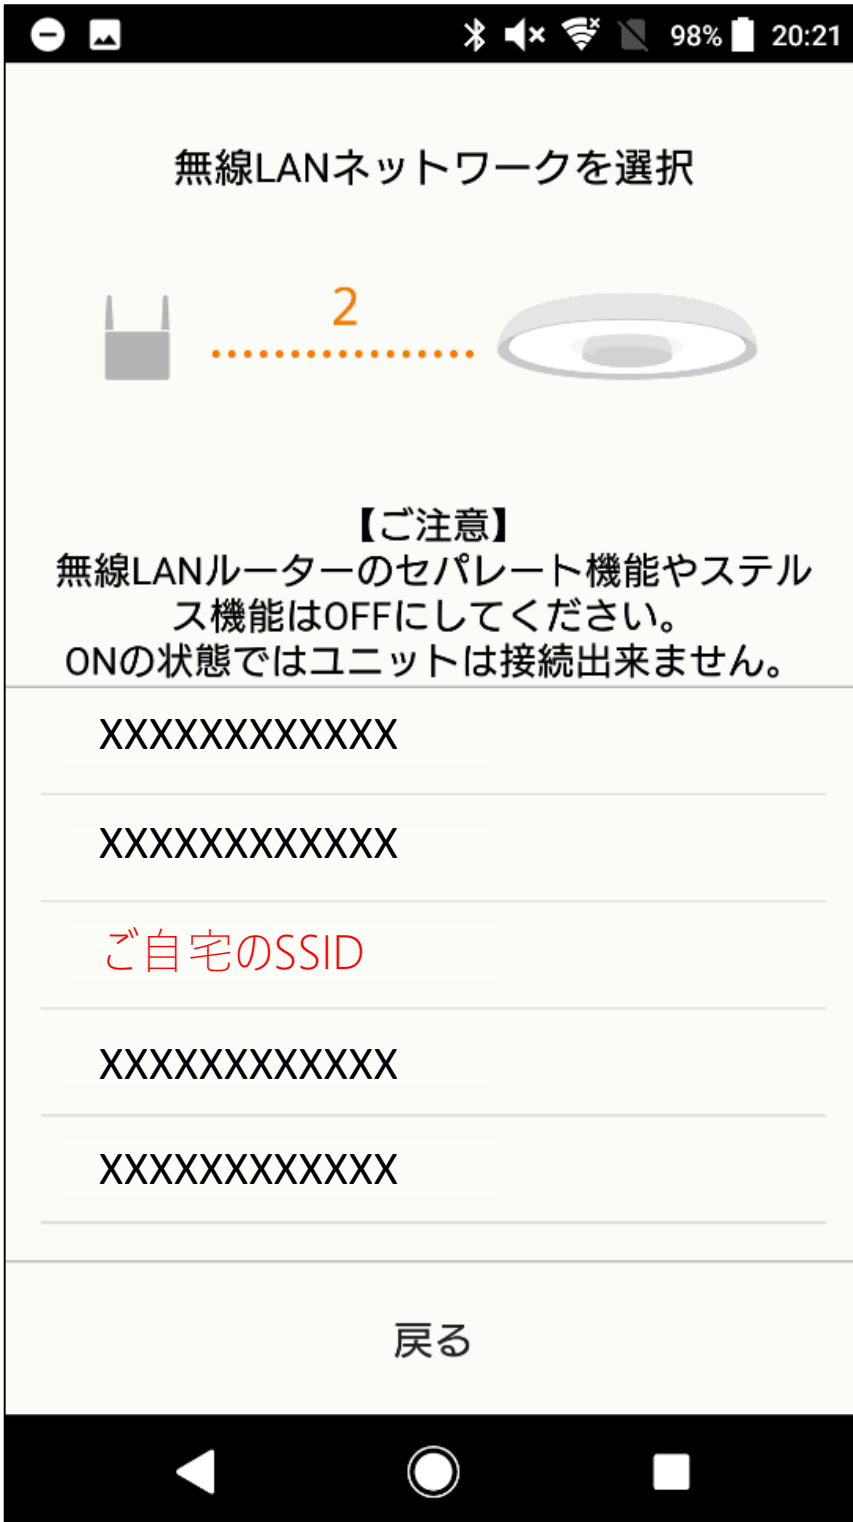 98% 20:21
無線LANネットワークを選択
2
【ご注意】
無線LANルーターのセパレート機能やステル
ス機能はOFFにしてください。
ONの状態ではユニットは接続出来ません。
XXXXXXXXXXXX
XXXXXXXXXXXX
ご自宅のSSID
XXXXXXXXXXXX
XXXXXXXXXXXX
戻る